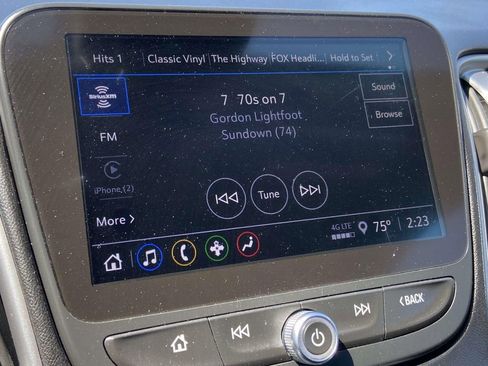 Hits 1 Classic Vinyl The Highway FOX Headli... Hold to Set
SiriusXM
7 70s on 7
Sound
Gordon Lightfoot
Browse
FM
Sundown (74)
iPhone,(2)
Tune
More >
4G LTE
75° 2:23
<BACK